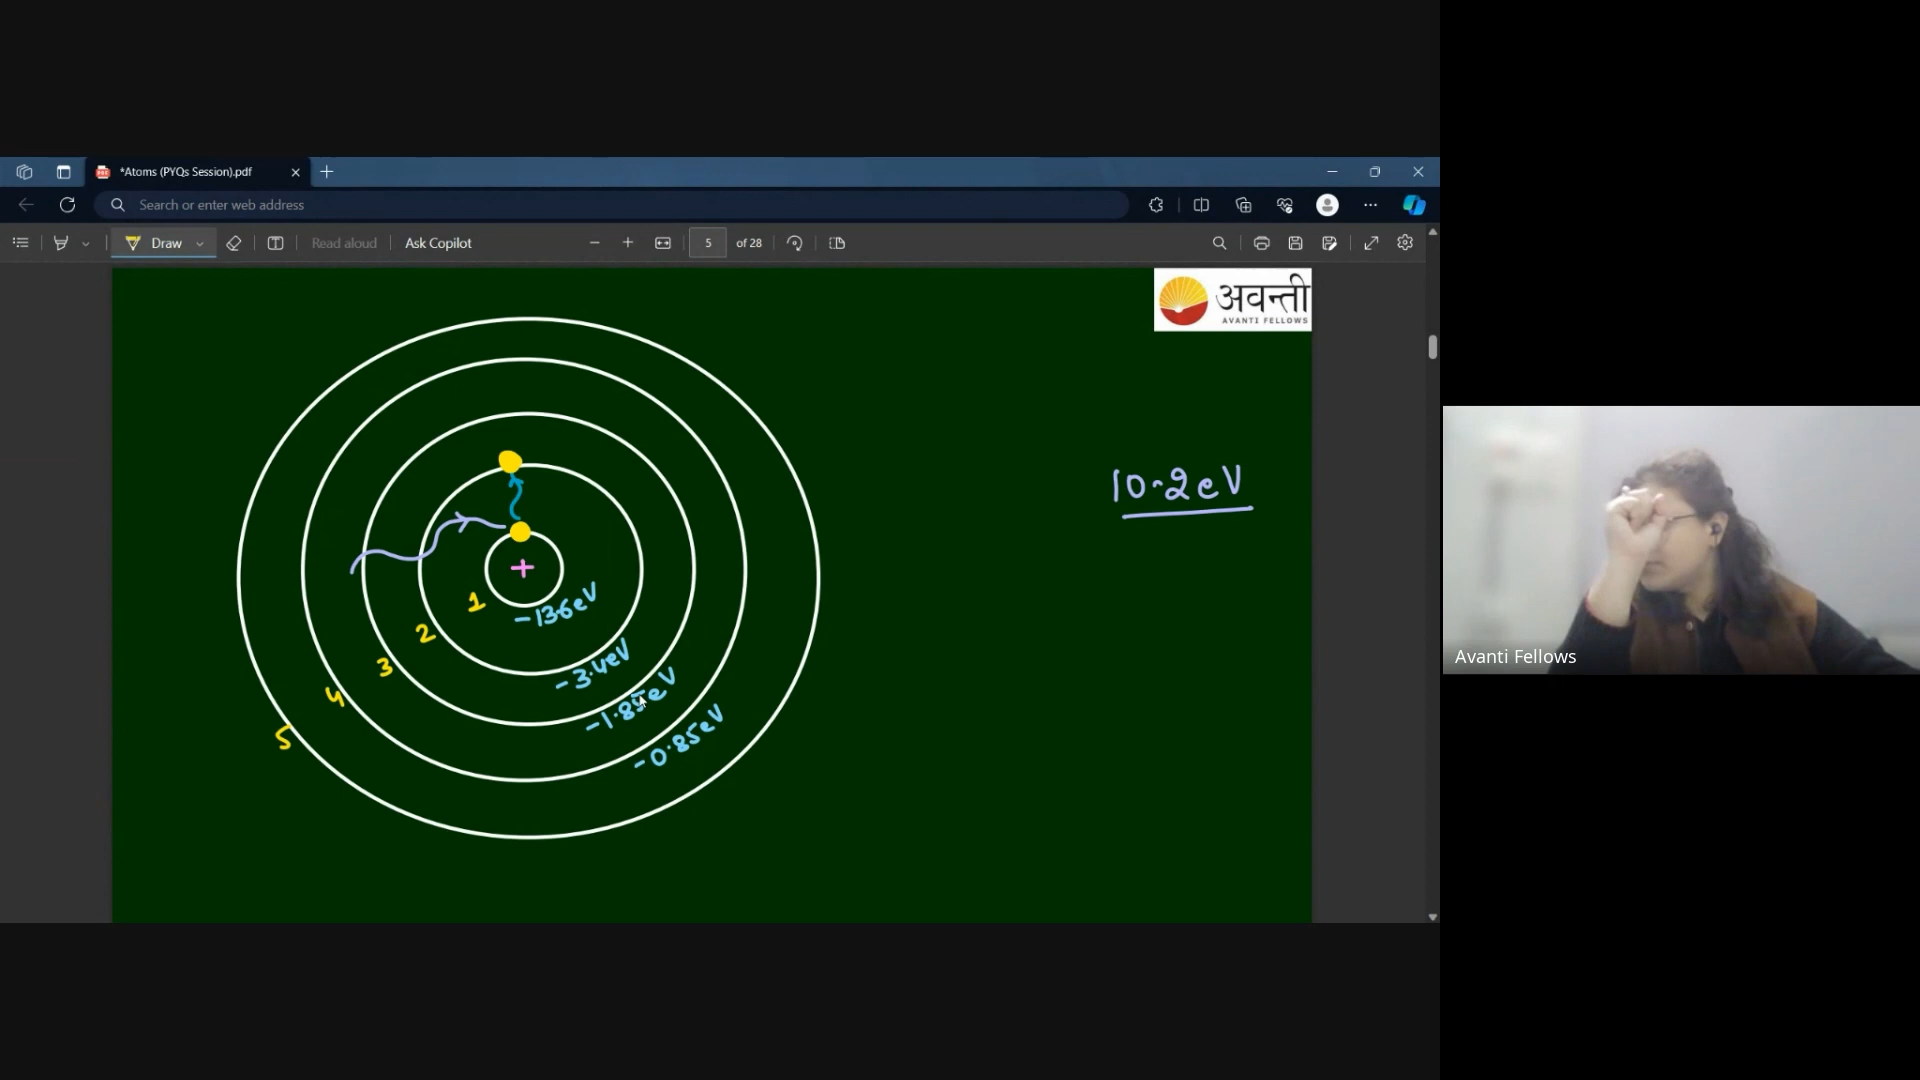 *Atoms (PYQs Session).pdf
Search or enter web address
Draw
Read aloud
Ask Copilot
5 of 28
अवन्ती
AVANTI FELLOWS
10.2eV
1
-13.6eV
2
-3.4eV
3
-1.85eV
4
-0.85eV
5
Avanti Fellows